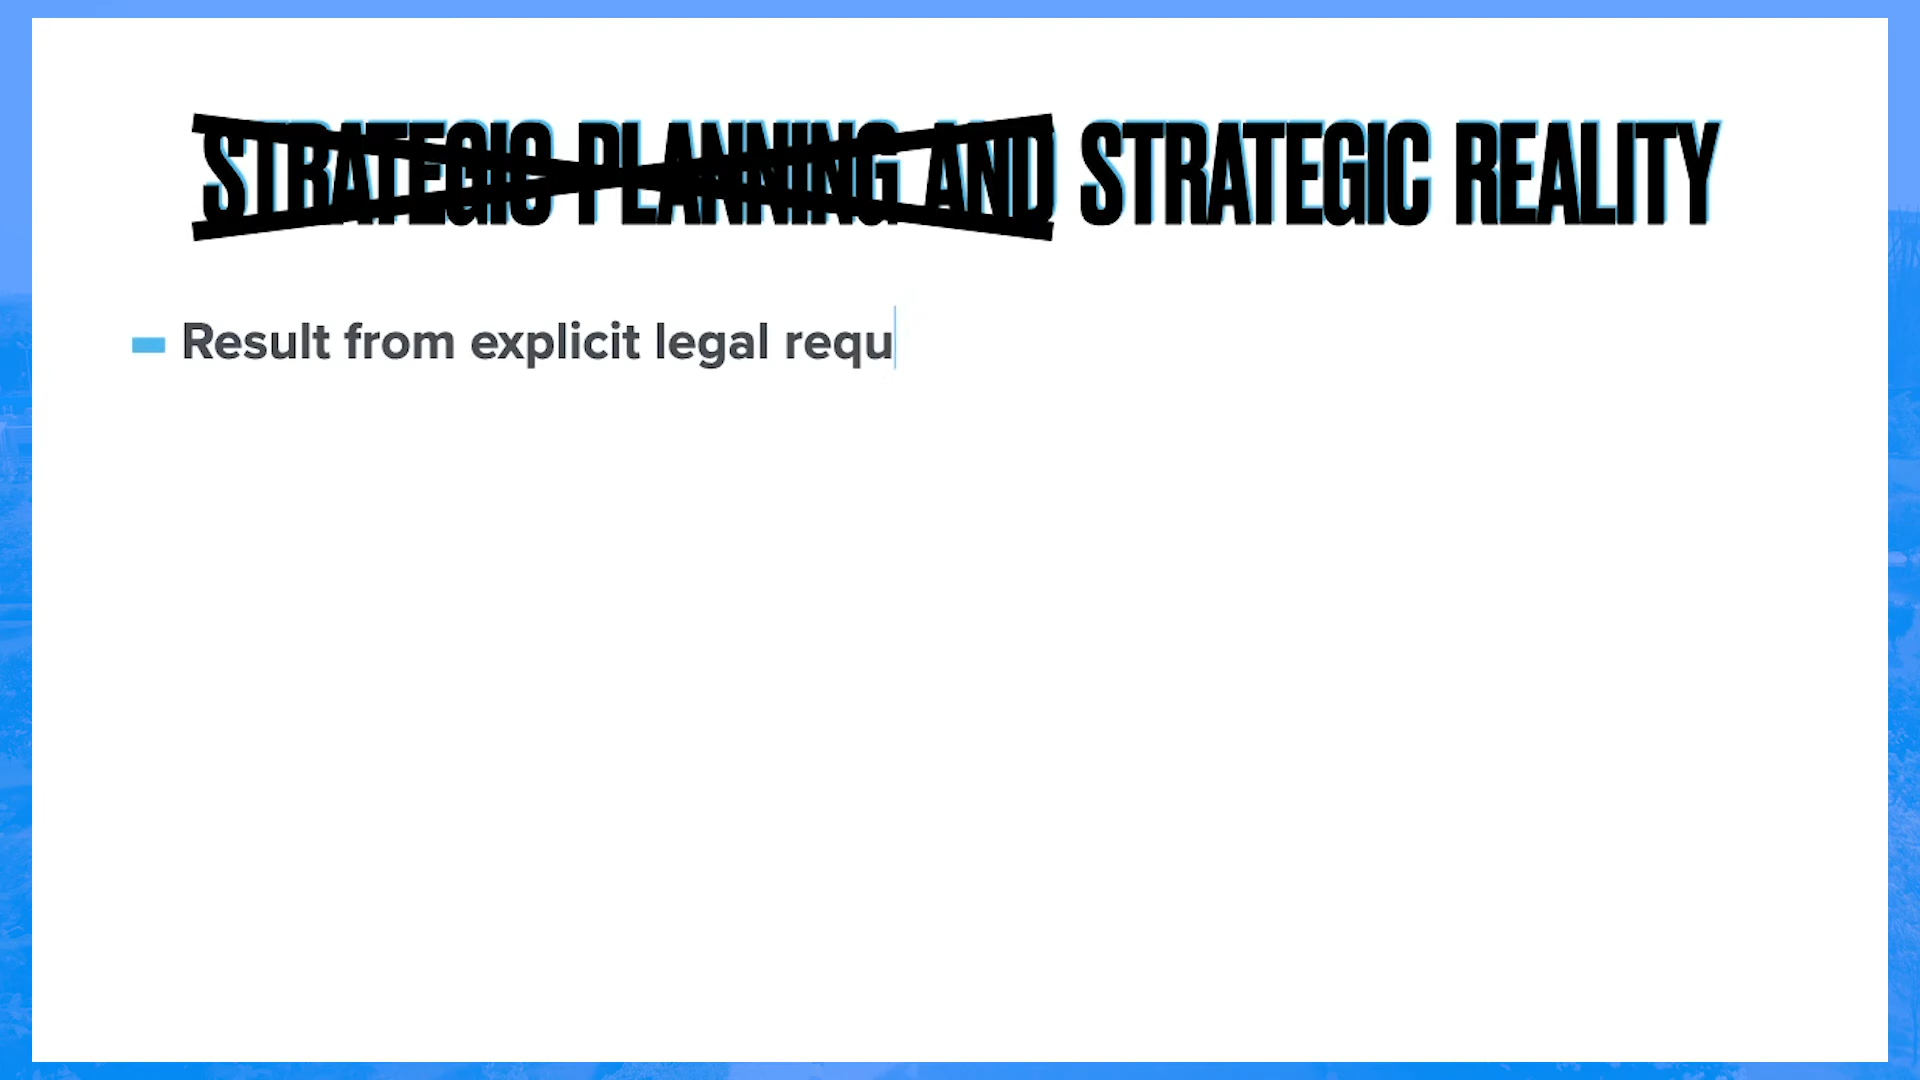 STRATEGIC PLANNING AND STRATEGIC REALITY
Result from explicit legal requ